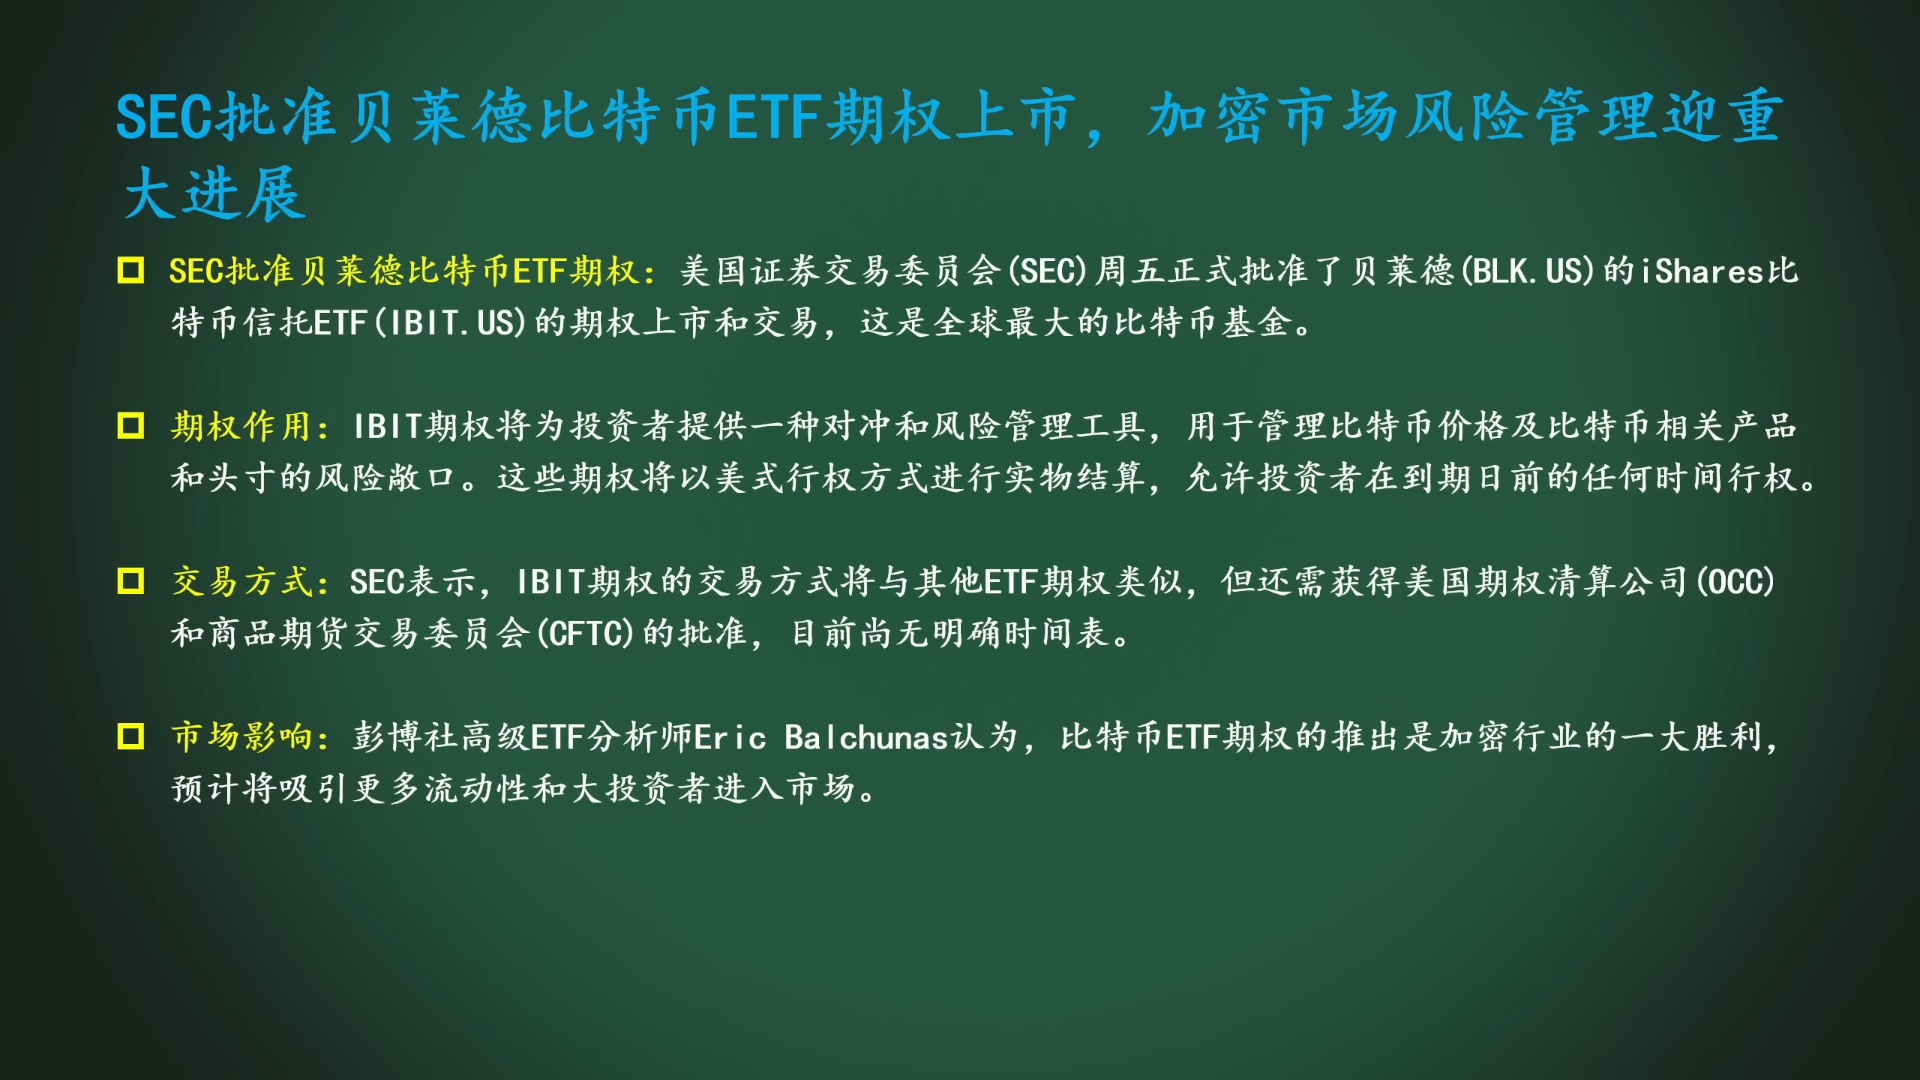 SEC批准贝莱德比特币ETF期权上市，加密市场风险管理迎重
大进展
SEC批准贝莱德比特币ETF期权：美国证券交易委员会(SEC)周五正式批准了贝莱德(BLK.US)的iShares比
特币信托ETF(IBIT.US)的期权上市和交易，这是全球最大的比特币基金。
期权作用：IBIT期权将为投资者提供一种对冲和风险管理工具，用于管理比特币价格及比特币相关产品
和头寸的风险敞口。这些期权将以美式行权方式进行实物结算，允许投资者在到期日前的任何时间行权。
交易方式：SEC表示，IBIT期权的交易方式将与其他ETF期权类似，但还需获得美国期权清算公司(OCC)
和商品期货交易委员会(CFTC)的批准，目前尚无明确时间表。
市场影响：彭博社高级ETF分析师Eric Balchunas认为，比特币ETF期权的推出是加密行业的一大胜利，
预计将吸引更多流动性和大投资者进入市场。